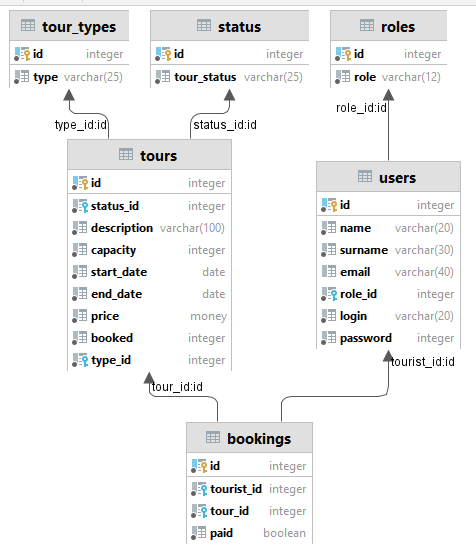 tour_types
id integer
type varchar(25)
status
id integer
tour_status varchar(25)
roles
id integer
role varchar(12)
type_id:id
status_id:id
role_id:id
tours
id integer
status_id integer
description varchar(100)
capacity integer
start_date date
end_date date
price money
booked integer
type_id integer
users
id integer
name varchar(20)
surname varchar(30)
email varchar(40)
role_id integer
login varchar(20)
password integer
tour_id:id
tourist_id:id
bookings
id integer
tourist_id integer
tour_id integer
paid boolean